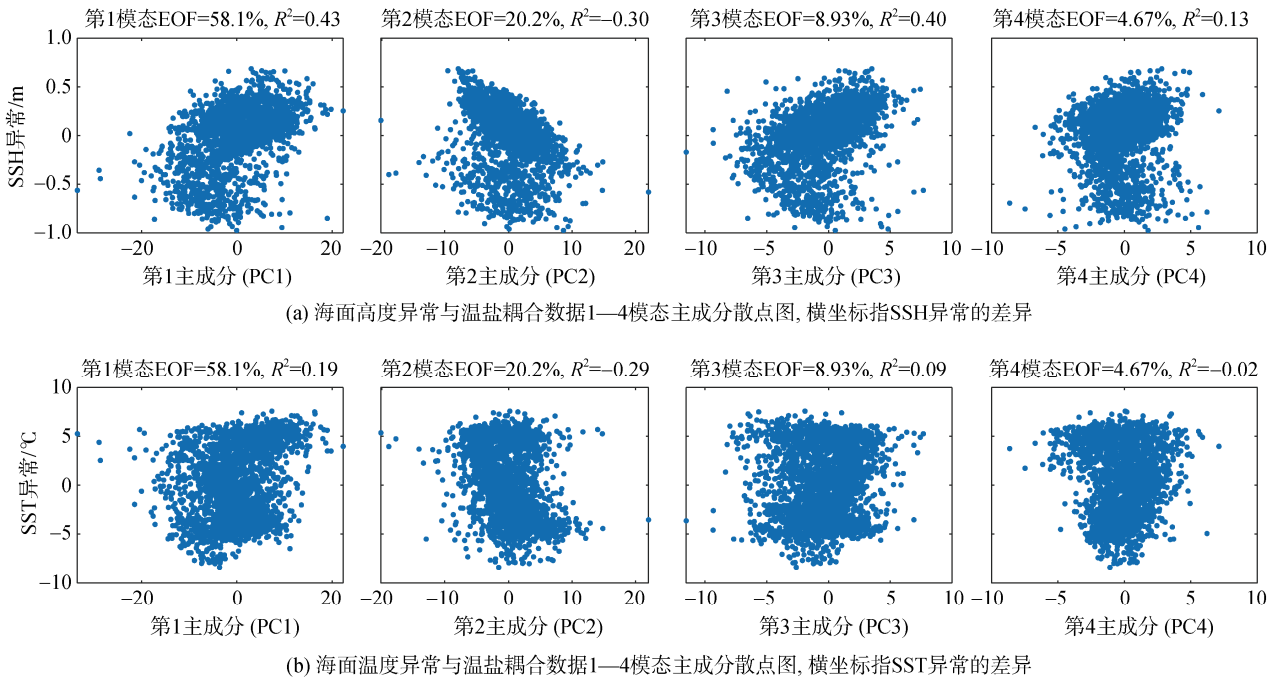 第1模态EOF=58.1%, R²=0.43
第2模态EOF=20.2%, R²=–0.30
第3模态EOF=8.93%, R²=0.40
第4模态EOF=4.67%, R²=0.13
SSH异常/m
1.0
0.5
0
–0.5
–1.0
–20 0 20
–20 –10 0 10 20
–10 –5 0 5 10
–10 –5 0 5 10
第1主成分 (PC1)
第2主成分 (PC2)
第3主成分 (PC3)
第4主成分 (PC4)
(a) 海面高度异常与温盐耦合数据1—4模态主成分散点图, 横坐标指SSH异常的差异
第1模态EOF=58.1%, R²=0.19
第2模态EOF=20.2%, R²=–0.29
第3模态EOF=8.93%, R²=0.09
第4模态EOF=4.67%, R²=–0.02
SST异常/℃
10
5
0
–5
–10
–20 0 20
–20 –10 0 10 20
–10 –5 0 5 10
–10 –5 0 5 10
第1主成分 (PC1)
第2主成分 (PC2)
第3主成分 (PC3)
第4主成分 (PC4)
(b) 海面温度异常与温盐耦合数据1—4模态主成分散点图, 横坐标指SST异常的差异